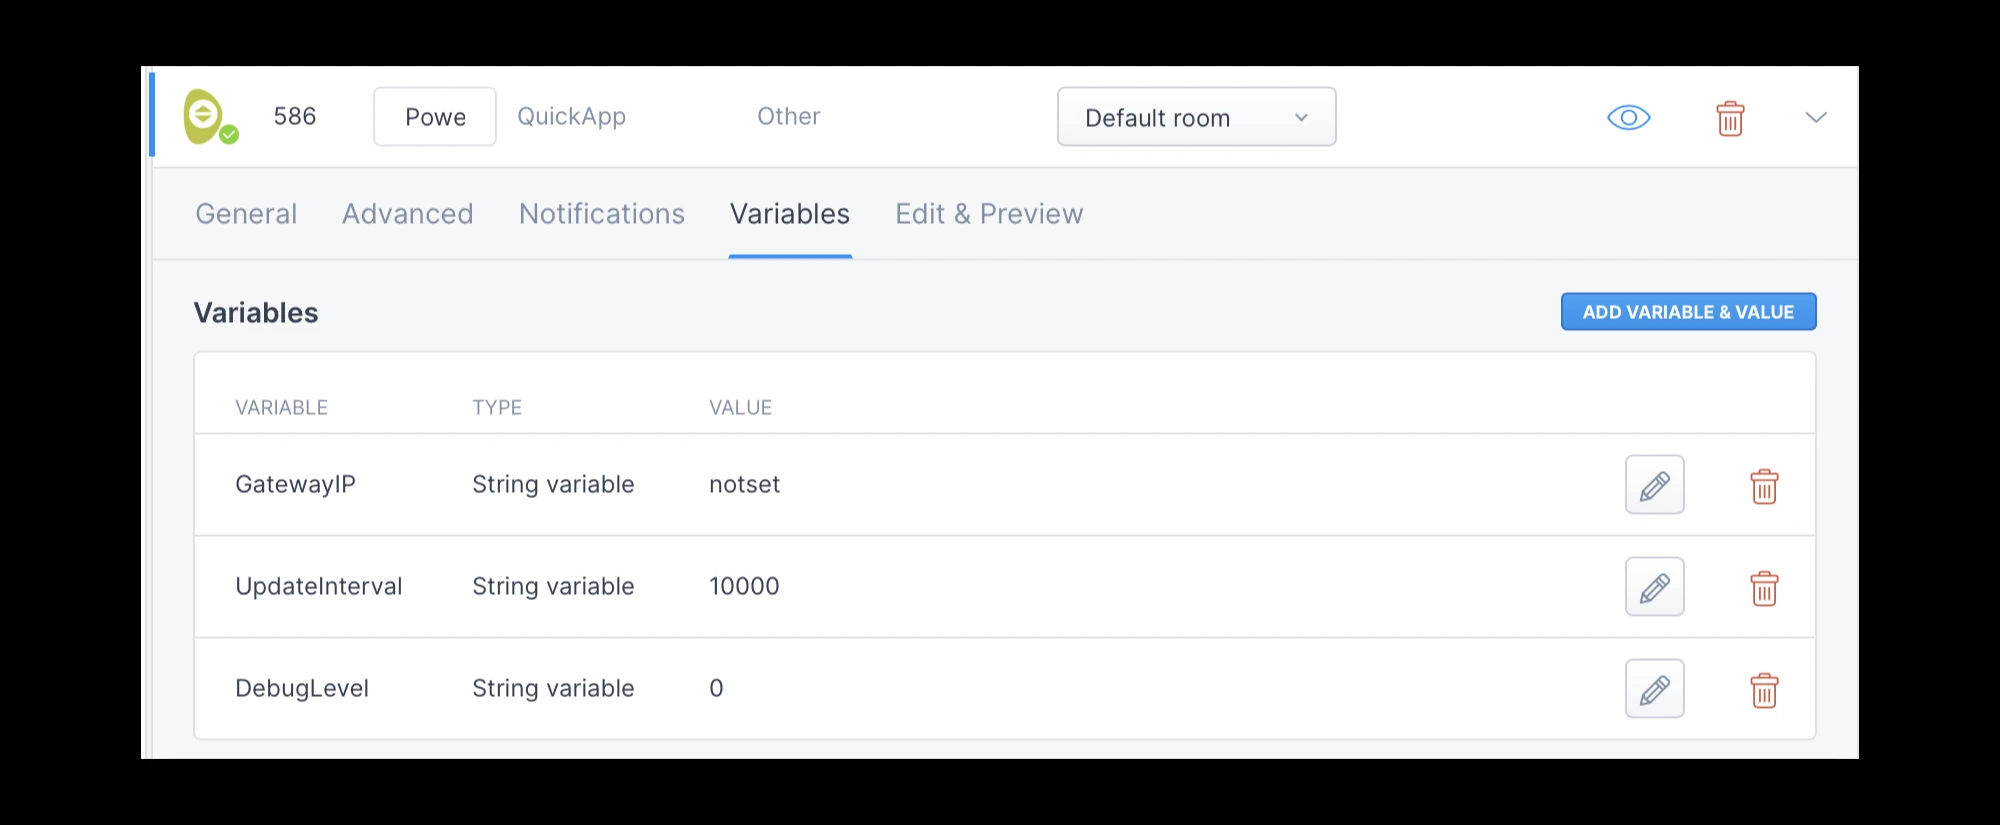 586 Powe QuickApp Other Default room
General Advanced Notifications Variables Edit & Preview
Variables ADD VARIABLE & VALUE
VARIABLE TYPE VALUE
GatewayIP String variable notset
UpdateInterval String variable 10000
DebugLevel String variable 0